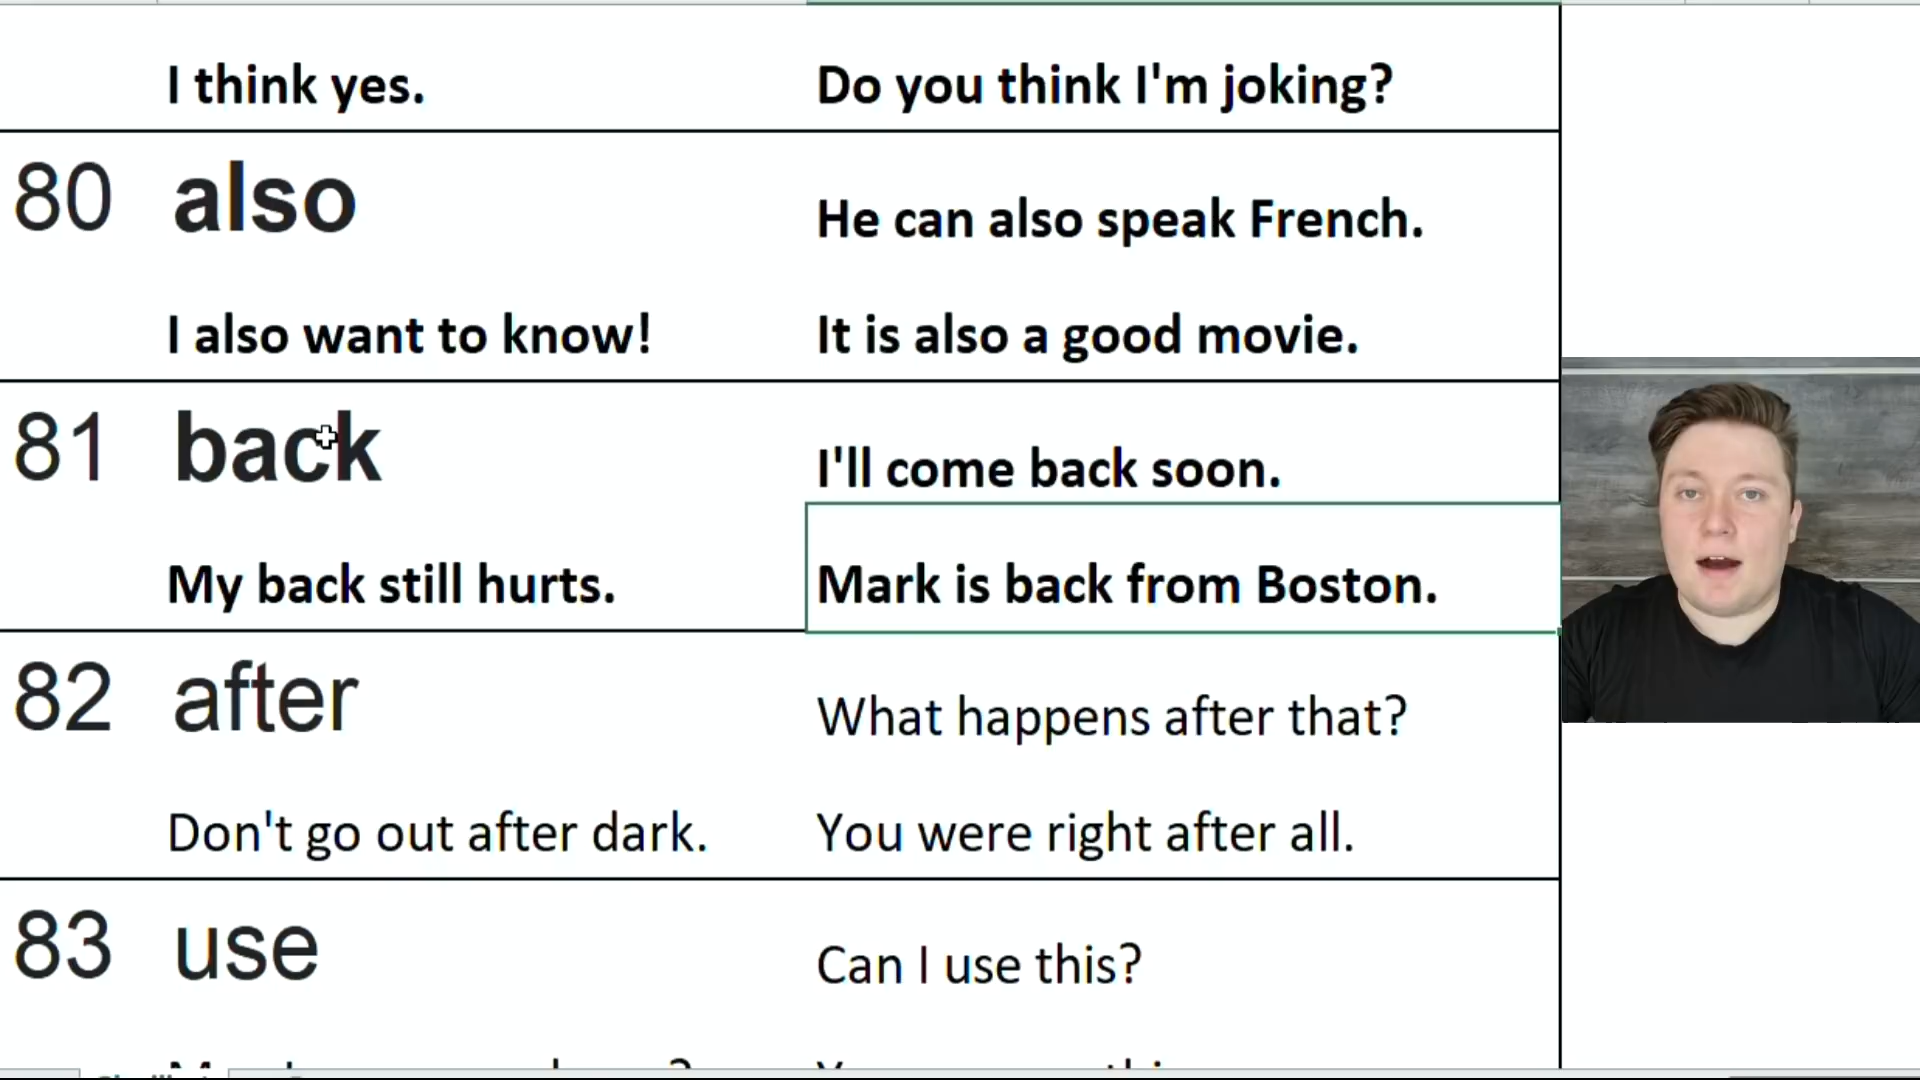 I think yes. Do you think I'm joking?
80 also He can also speak French.
I also want to know! It is also a good movie.
81 back I'll come back soon.
My back still hurts. Mark is back from Boston.
82 after What happens after that?
Don't go out after dark. You were right after all.
83 use Can I use this?